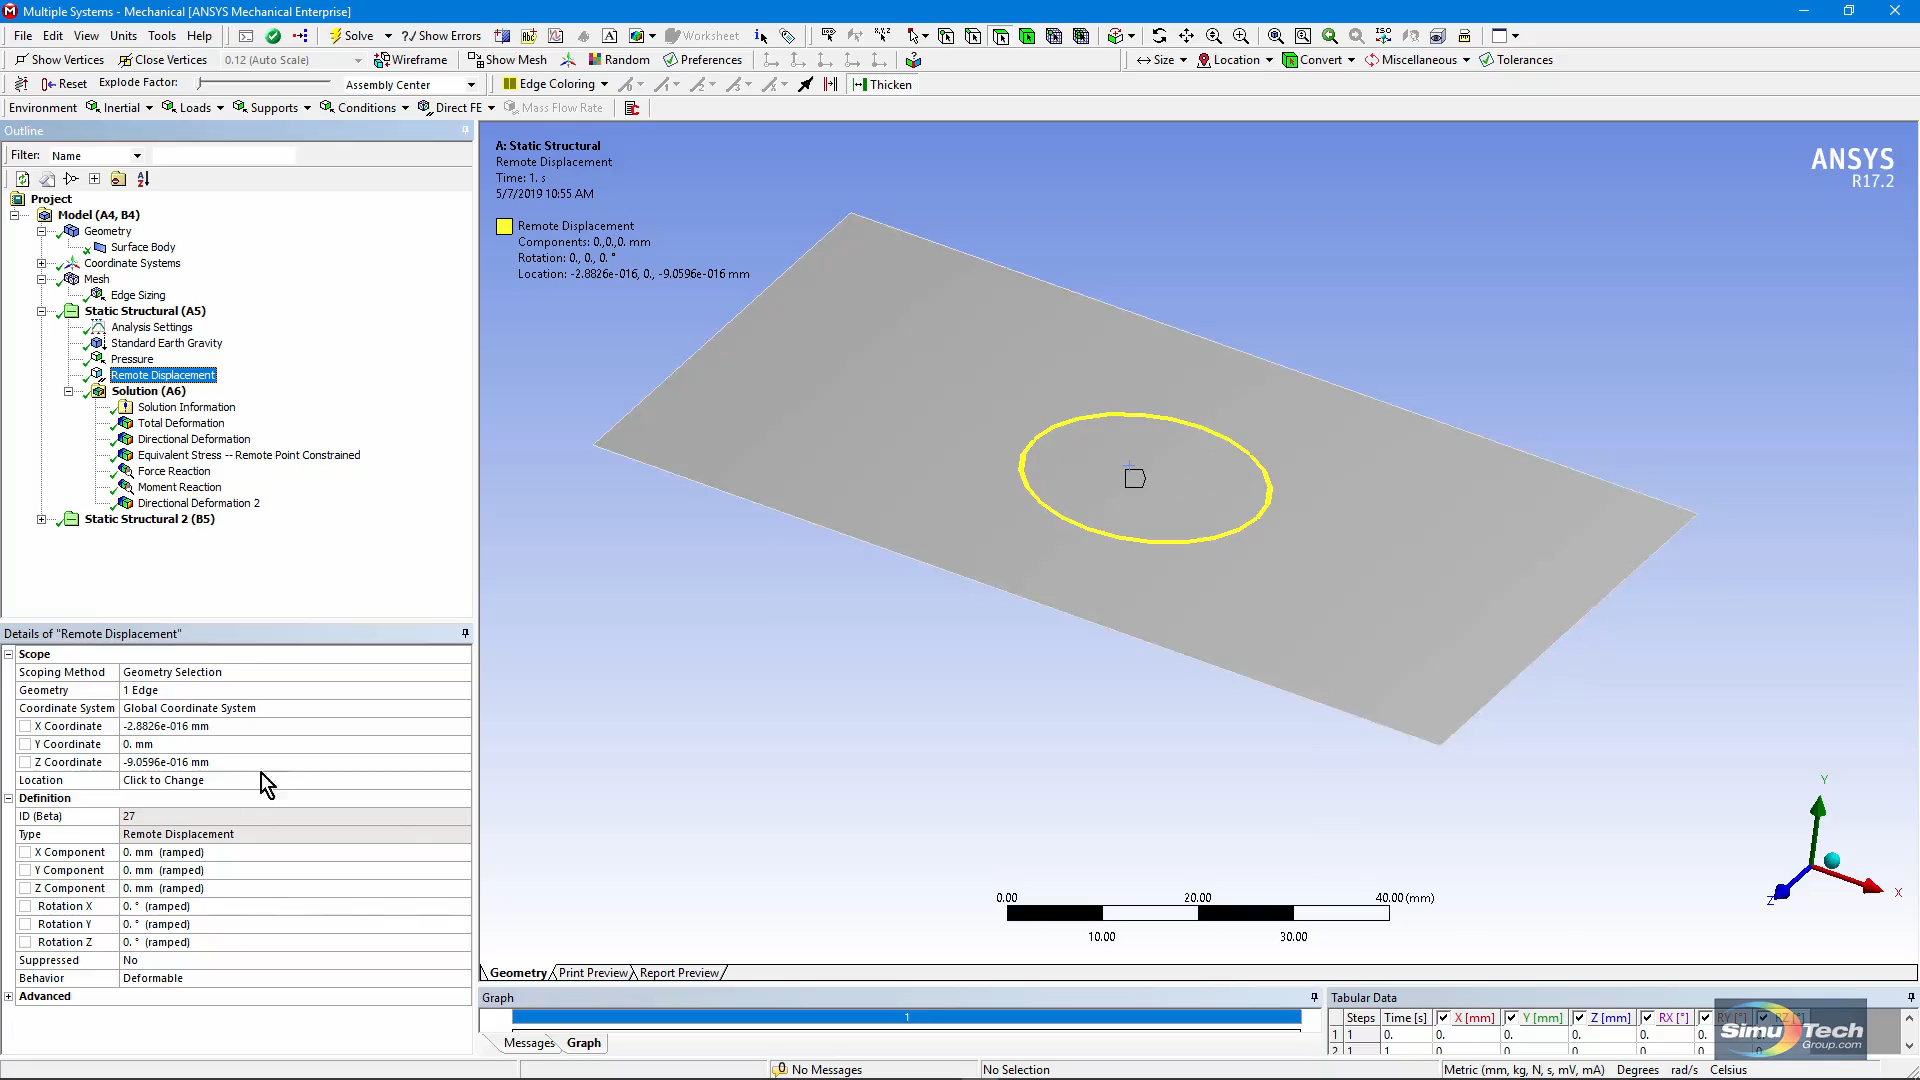 Multiple Systems - Mechanical [ANSYS Mechanical Enterprise]
File Edit View Units Tools Help Solve ?/ Show Errors Worksheet
Show Vertices Close Vertices 0.12 (Auto Scale) Wireframe Show Mesh Random Preferences Size Location Convert Miscellaneous Tolerances
Reset Explode Factor: Assembly Center Edge Coloring Thicken
Environment Inertial Loads Supports Conditions Direct FE Mass Flow Rate
Outline
Filter: Name
Project
Model (A4, B4)
Geometry
Surface Body
Coordinate Systems
Mesh
Edge Sizing
Static Structural (A5)
Analysis Settings
Standard Earth Gravity
Pressure
Remote Displacement
Solution (A6)
Solution Information
Total Deformation
Directional Deformation
Equivalent Stress -- Remote Point Constrained
Force Reaction
Moment Reaction
Directional Deformation 2
Static Structural 2 (B5)
Details of "Remote Displacement"
Scope
Scoping Method Geometry Selection
Geometry 1 Edge
Coordinate System Global Coordinate System
X Coordinate -2.8826e-016 mm
Y Coordinate 0. mm
Z Coordinate -9.0596e-016 mm
Location Click to Change
Definition
ID (Beta) 27
Type Remote Displacement
X Component 0. mm (ramped)
Y Component 0. mm (ramped)
Z Component 0. mm (ramped)
Rotation X 0. ° (ramped)
Rotation Y 0. ° (ramped)
Rotation Z 0. ° (ramped)
Suppressed No
Behavior Deformable
Advanced
A: Static Structural
Remote Displacement
Time: 1. s
5/7/2019 10:55 AM
Remote Displacement
Components: 0.,0.,0. mm
Rotation: 0., 0., 0. °
Location: -2.8826e-016, 0., -9.0596e-016 mm
ANSYS
R17.2
Y
X
Z
0.00 20.00 40.00 (mm)
10.00 30.00
Geometry Print Preview Report Preview
Graph
1
Messages Graph
Tabular Data
Steps Time [s] X [mm] Y [mm] Z [mm] RX [°] RY [°] RZ [°]
1 1 0. 0. 0. 0. 0.
2 1 1. 0. 0. 0. 0.
SimuTech
Group.com
No Messages No Selection Metric (mm, kg, N, s, mV, mA) Degrees rad/s Celsius